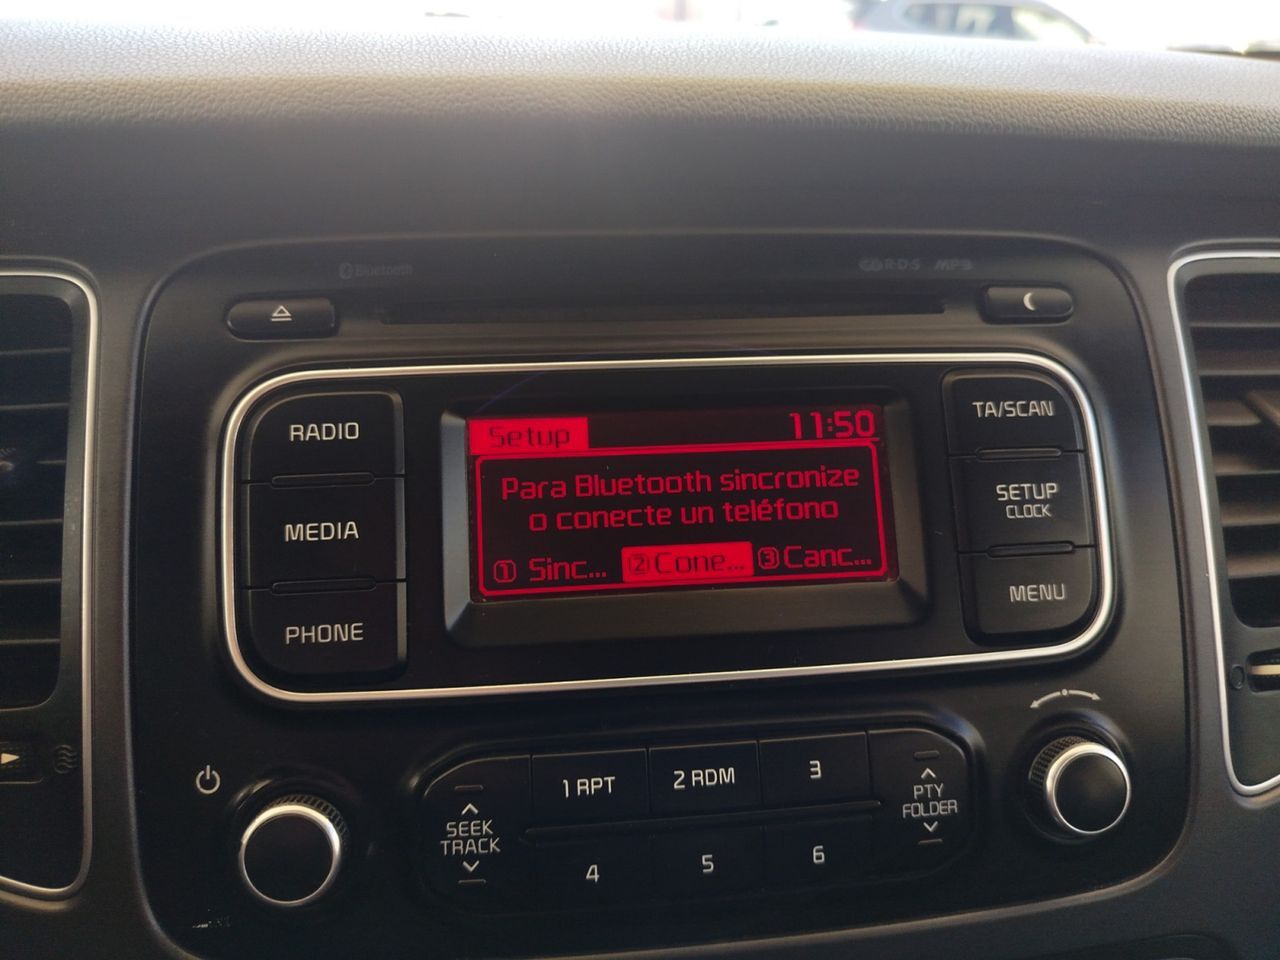 Bluetooth
R·D·S MP3
RADIO
MEDIA
PHONE
Setup 11:50
Para Bluetooth sincronize
o conecte un teléfono
1 Sinc... 2 Cone... 3 Canc...
TA/SCAN
SETUP
CLOCK
MENU
SEEK
TRACK
1 RPT
2 RDM
3
4
5
6
PTY
FOLDER